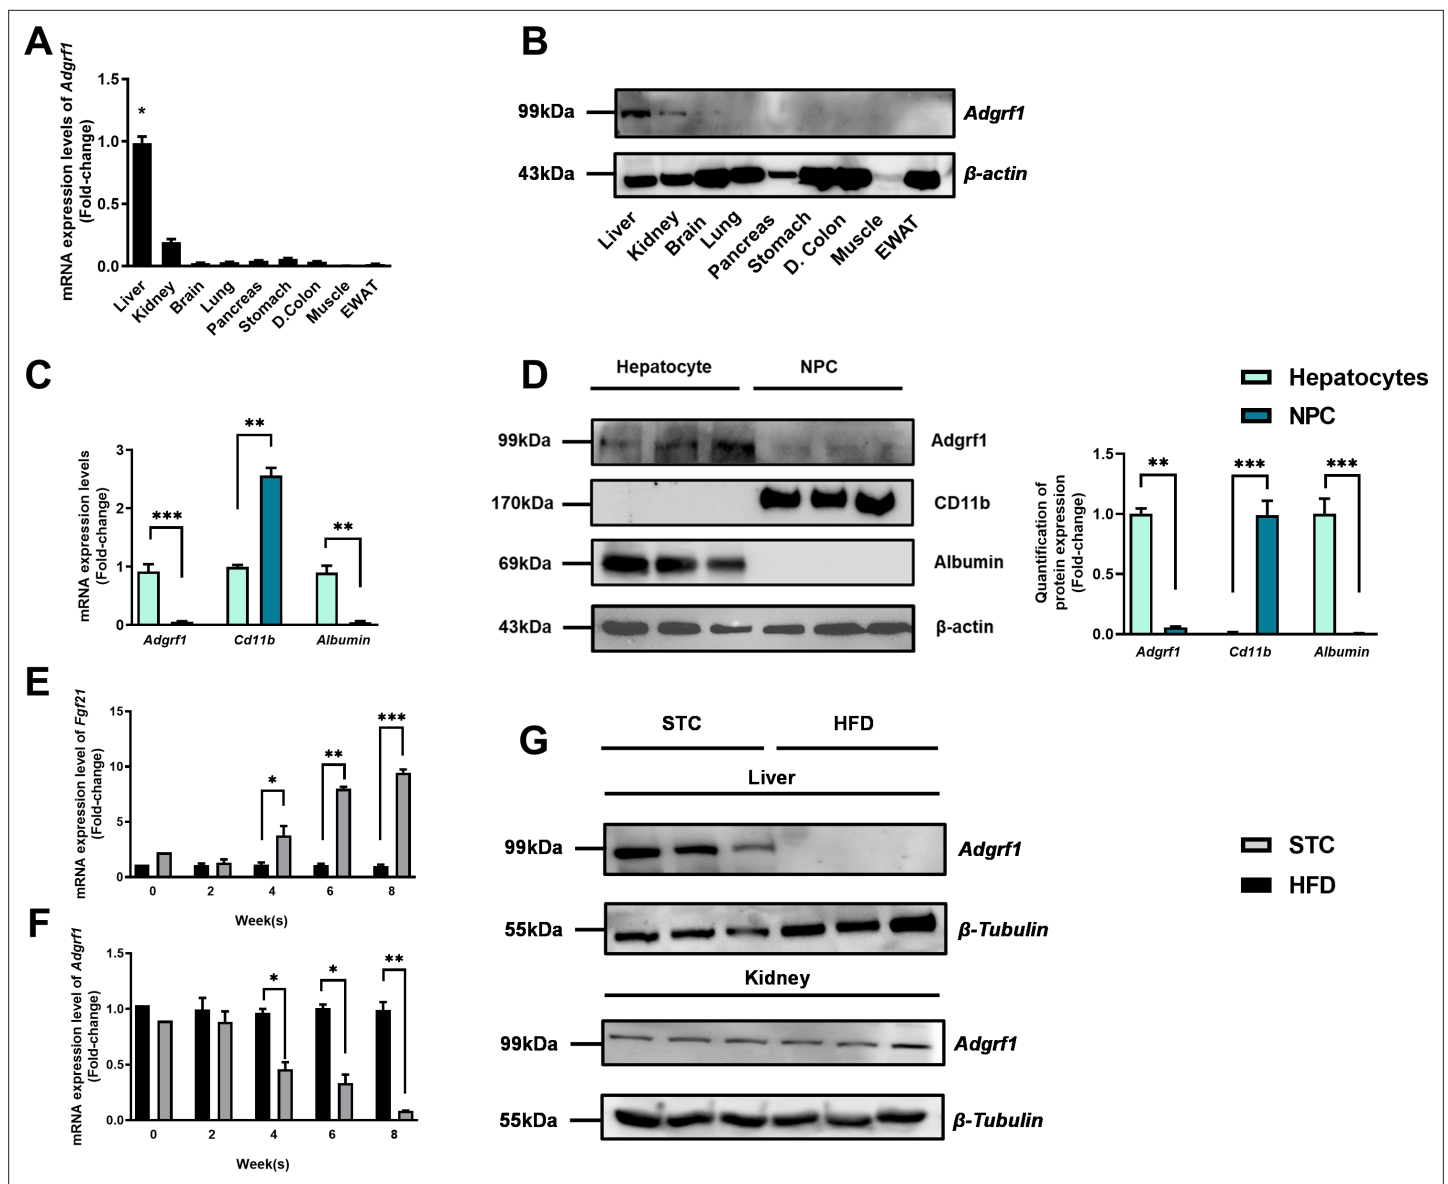 A
mRNA expression levels of Adgrf1
(Fold-change)
1.5
1.0
0.5
0.0
*
Liver
Kidney
Brain
Lung
Pancreas
Stomach
D.Colon
Muscle
EWAT
B
99kDa
Adgrf1
43kDa
β-actin
Liver
Kidney
Brain
Lung
Pancreas
Stomach
D. Colon
Muscle
EWAT
C
mRNA expression levels
(Fold-change)
3
2
1
0
***
**
**
Adgrf1
Cd11b
Albumin
D
Hepatocyte
NPC
99kDa
Adgrf1
170kDa
CD11b
69kDa
Albumin
43kDa
β-actin
Hepatocytes
NPC
Quantification of
protein expression
(Fold-change)
1.5
1.0
0.5
0.0
**
***
***
Adgrf1
Cd11b
Albumin
E
mRNA expression level of Fgf21
(Fold-change)
15
10
5
0
*
**
***
0
2
4
6
8
Week(s)
F
mRNA expression level of Adgrf1
(Fold-change)
1.5
1.0
0.5
0.0
*
*
**
0
2
4
6
8
Week(s)
G
STC
HFD
Liver
99kDa
Adgrf1
55kDa
β-Tubulin
Kidney
99kDa
Adgrf1
55kDa
β-Tubulin
STC
HFD